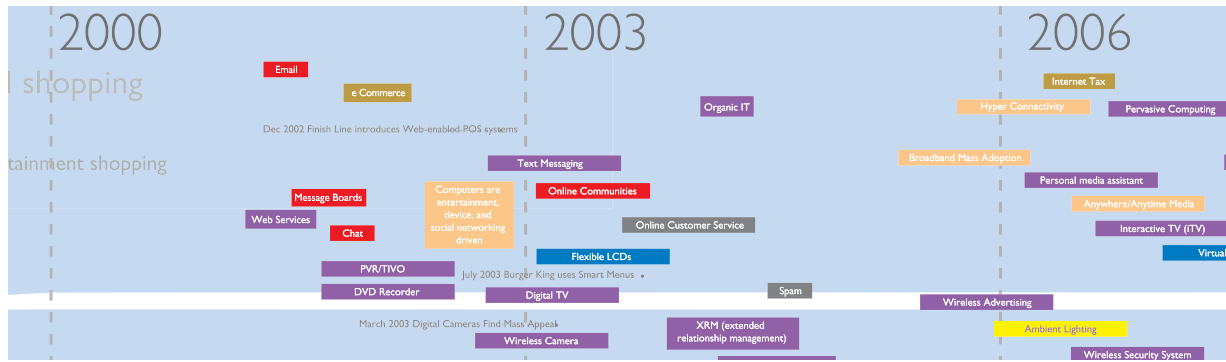 2000
2003
2006
Email
shopping
e Commerce
Internet Tax
Organic IT
Hyper Connectivity
Pervasive Computing
Dec 2002 Finish Line introduces Web-enabled-POS systems
Text Messaging
Broadband Mass Adoption
tainment shopping
Personal media assistant
Message Boards
Computers are
entertainment,
device, and
social networking
driven
Online Communities
Anywhere/Anytime Media
Web Services
Chat
Online Customer Service
Interactive TV (iTV)
Flexible LCDs
Virtual
PVR/TIVO
July 2003 Burger King uses Smart Menus
DVD Recorder
Digital TV
Spam
Wireless Advertising
March 2003 Digital Cameras Find Mass Appeal
XRM (extended
relationship management)
Ambient Lighting
Wireless Camera
Wireless Security System